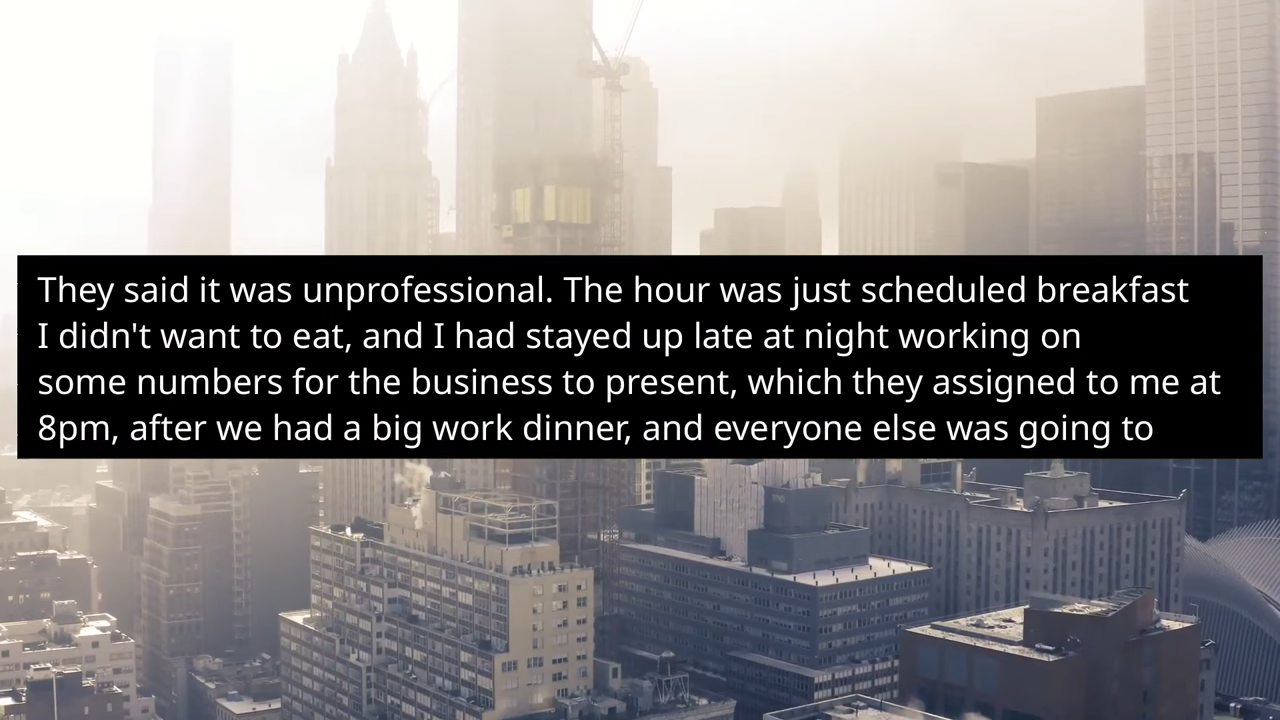 They said it was unprofessional. The hour was just scheduled breakfast
I didn't want to eat, and I had stayed up late at night working on
some numbers for the business to present, which they assigned to me at
8pm, after we had a big work dinner, and everyone else was going to